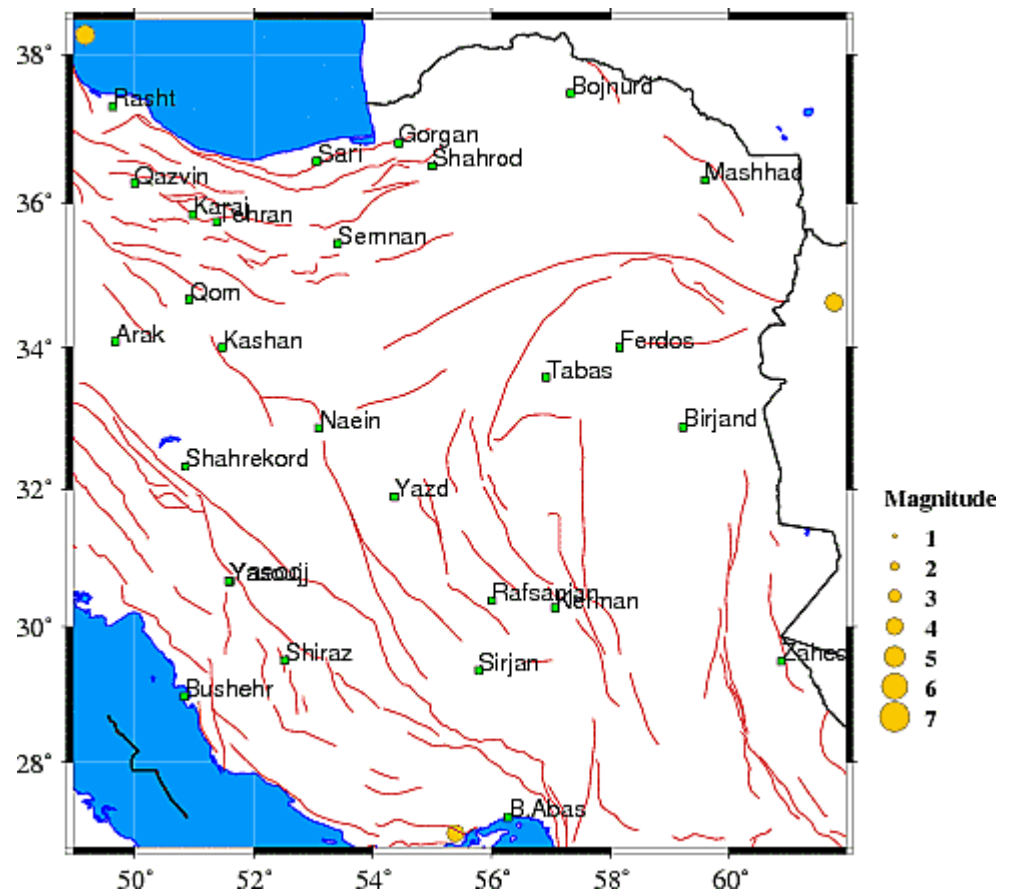 38°
36°
34°
32°
30°
28°
50°
52°
54°
56°
58°
60°
Rasht
Bojnurd
Gorgan
Sari
Shahrod
Qazvin
Mashhad
Karaj
Tehran
Semnan
Qom
Arak
Kashan
Ferdos
Tabas
Naein
Birjand
Shahrekord
Yazd
Yasoujj
Rafsanjan
Kerman
Shiraz
Sirjan
Zahes
Bushehr
B.Abas
Magnitude
1
2
3
4
5
6
7